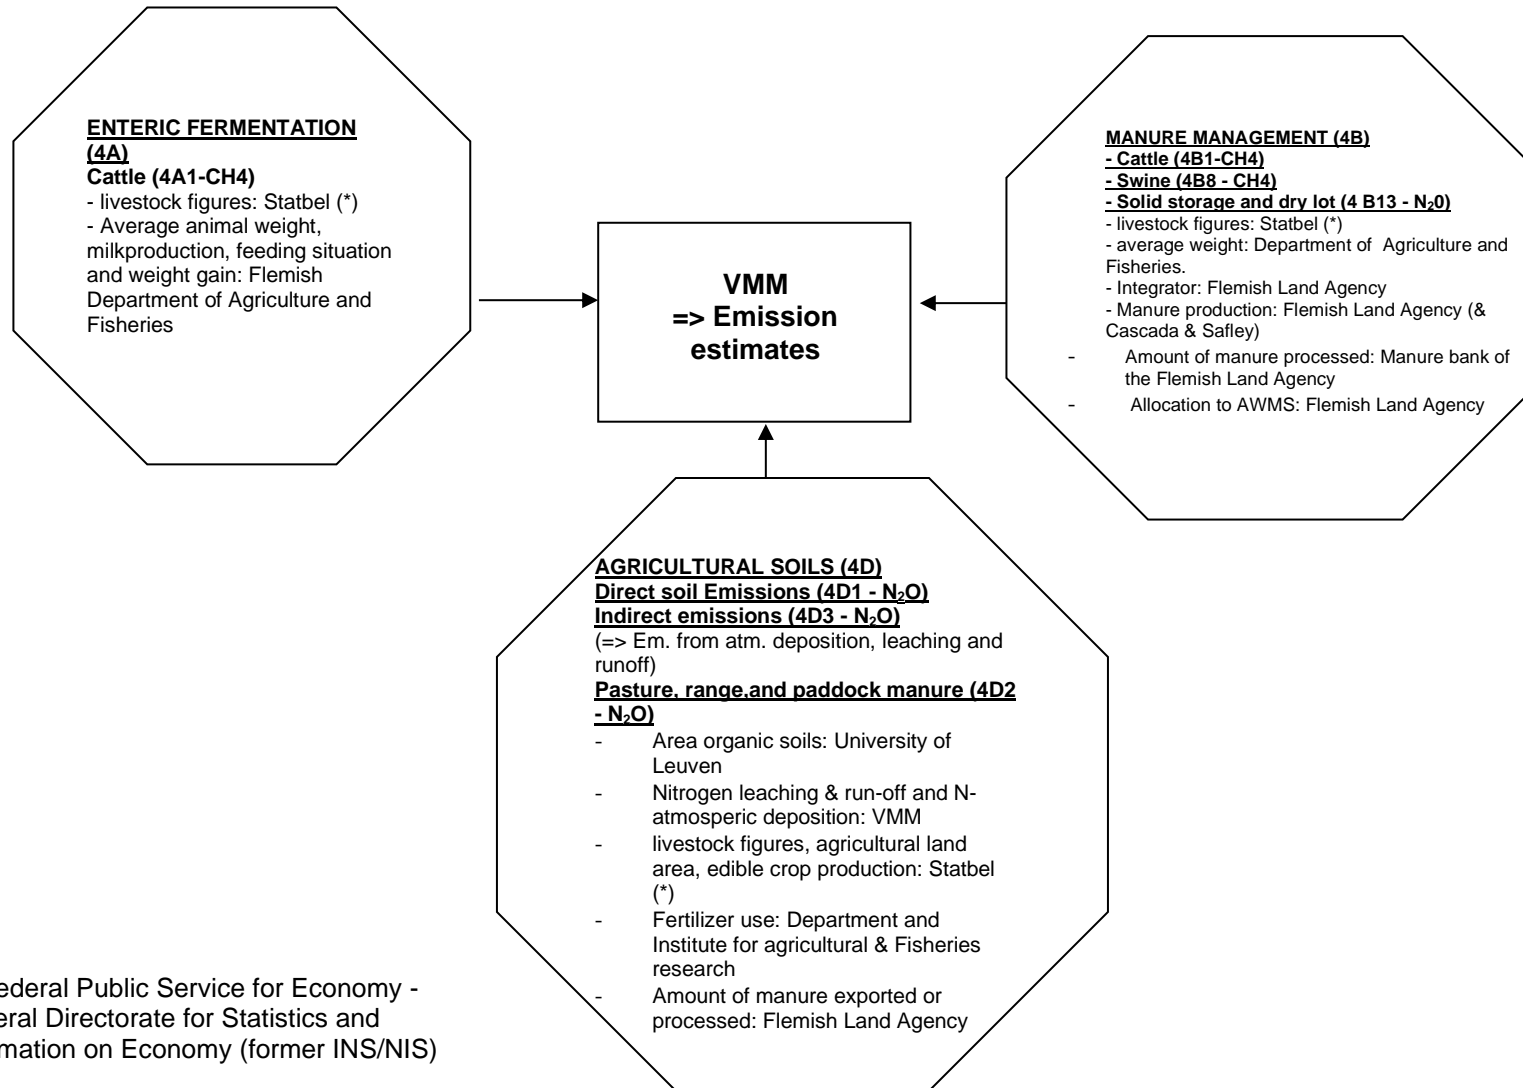 ENTERIC FERMENTATION
(4A)
Cattle (4A1-CH4)
- livestock figures: Statbel (*)
- Average animal weight,
milkproduction, feeding situation
and weight gain: Flemish
Department of Agriculture and
Fisheries
VMM
=> Emission
estimates
MANURE MANAGEMENT (4B)
- Cattle (4B1-CH4)
- Swine (4B8 - CH4)
- Solid storage and dry lot (4 B13 - N₂0)
- livestock figures: Statbel (*)
- average weight: Department of Agriculture and
Fisheries.
- Integrator: Flemish Land Agency
- Manure production: Flemish Land Agency (&
Cascada & Safley)
- Amount of manure processed: Manure bank of
the Flemish Land Agency
- Allocation to AWMS: Flemish Land Agency
AGRICULTURAL SOILS (4D)
Direct soil Emissions (4D1 - N₂O)
Indirect emissions (4D3 - N₂O)
(=> Em. from atm. deposition, leaching and
runoff)
Pasture, range,and paddock manure (4D2
- N₂O)
- Area organic soils: University of
Leuven
- Nitrogen leaching & run-off and N-
atmosperic deposition: VMM
- livestock figures, agricultural land
area, edible crop production: Statbel
(*)
- Fertilizer use: Department and
Institute for agricultural & Fisheries
research
- Amount of manure exported or
processed: Flemish Land Agency
ederal Public Service for Economy -
eral Directorate for Statistics and
mation on Economy (former INS/NIS)